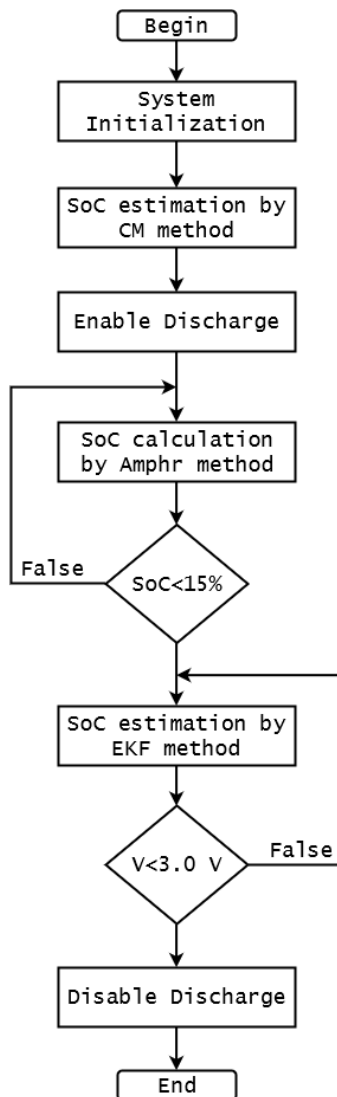 Begin
System
Initialization
SoC estimation by
CM method
Enable Discharge
SoC calculation
by Amphr method
False
SoC<15%
SoC estimation by
EKF method
V<3.0 V
False
Disable Discharge
End